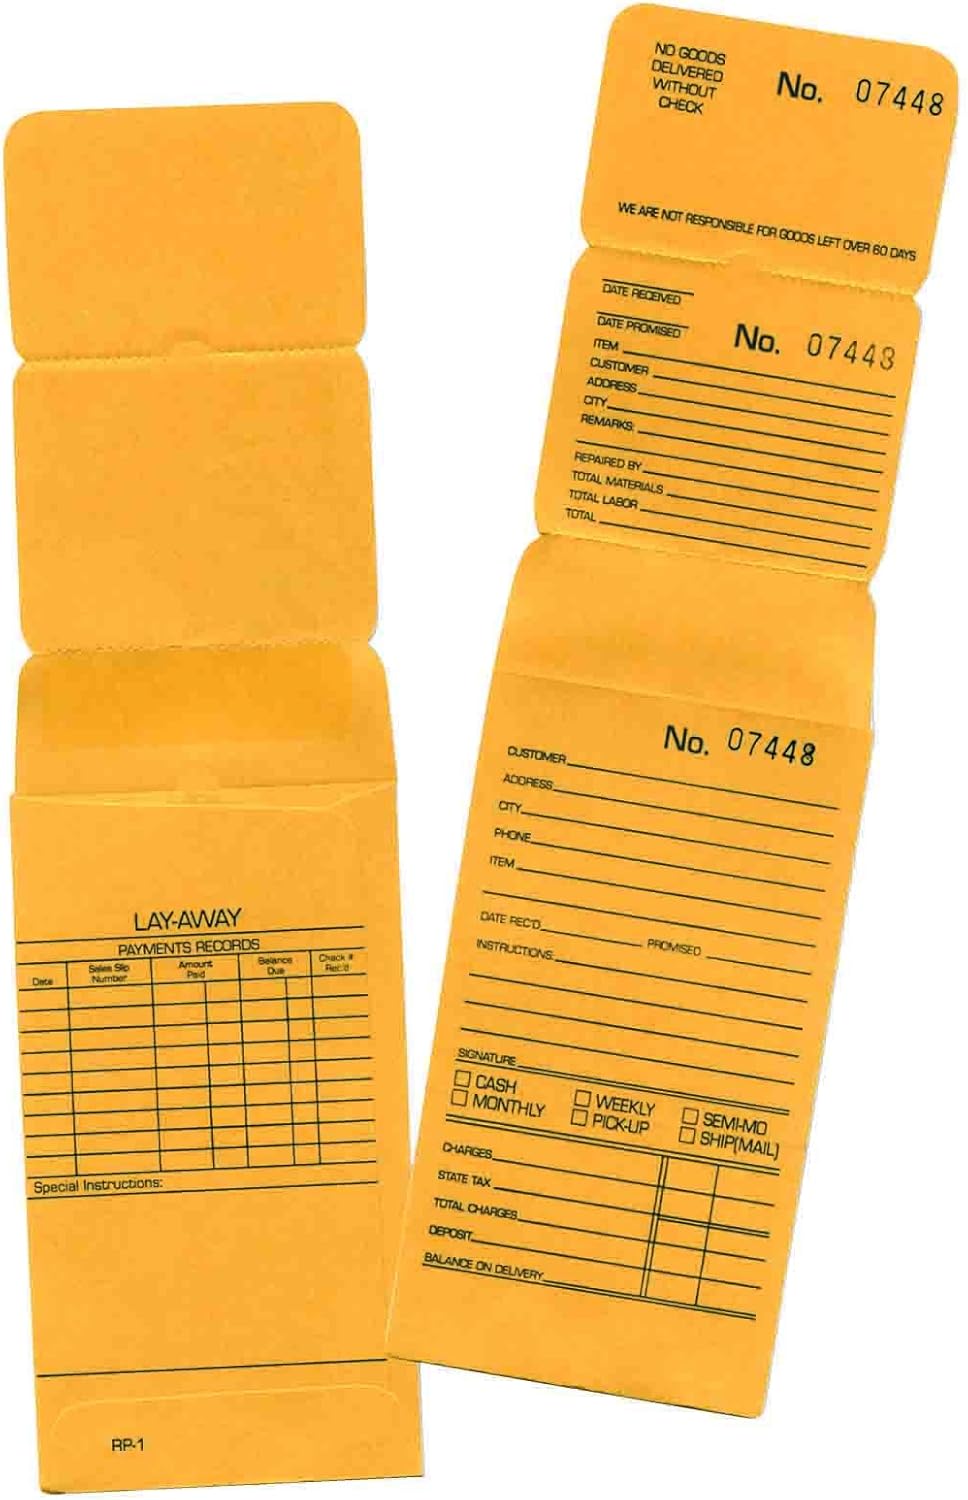 LAY-AWAY
PAYMENTS RECORDS
Date Sales Slip Number Amount Paid Balance Due Check # Rec'd
Special Instructions:
RP-1
NO GOODS
DELIVERED
WITHOUT
CHECK
No. 07448
WE ARE NOT RESPONSIBLE FOR GOODS LEFT OVER 60 DAYS
DATE RECEIVED
DATE PROMISED
No. 07448
ITEM
CUSTOMER
ADDRESS
CITY
REMARKS:
REPAIRED BY
TOTAL MATERIALS
TOTAL LABOR
TOTAL
No. 07448
CUSTOMER
ADDRESS
CITY
PHONE
ITEM
DATE REC'D PROMISED
INSTRUCTIONS
SIGNATURE
CASH WEEKLY SEMI-MO
MONTHLY PICK-UP SHIP(MAIL)
CHARGES
STATE TAX
TOTAL CHARGES
DEPOSIT
BALANCE ON DELIVERY